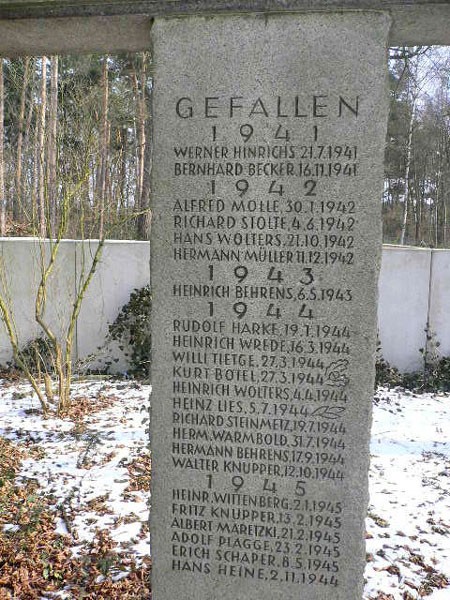 GEFALLEN
1941
WERNER HINRICHS 21.7.1941
BERNHARD BECKER, 16.11.1941
1942
ALFRED MOLLE, 30.1.1942
RICHARD STOLTE, 4.6.1942
HANS WOLTERS, 21.10.1942
HERMANN MÜLLER 11.12.1942
1943
HEINRICH BEHRENS, 6.5.1943
1944
RUDOLF HARKE, 19.1.1944
HEINRICH WREDE, 16.3.1944
WILLI TIETGE, 27.3.1944
KURT BÖTEL, 27.3.1944
HEINRICH WOLTERS, 4.4.1944
HEINZ LIES, 5.7.1944
RICHARD STEINMETZ, 19.7.1944
HERM. WARMBOLD, 31.7.1944
HERMANN BEHRENS, 17.9.1944
WALTER KNUPPER, 12.10.1944
1945
HEINR. WITTENBERG, 2.1.1945
FRITZ KNUPPER, 13.2.1945
ALBERT MARETZKI, 21.2.1945
ADOLF PLAGGE, 23.2.1945
ERICH SCHAPER, 8.5.1945
HANS HEINE, 2.11.1944